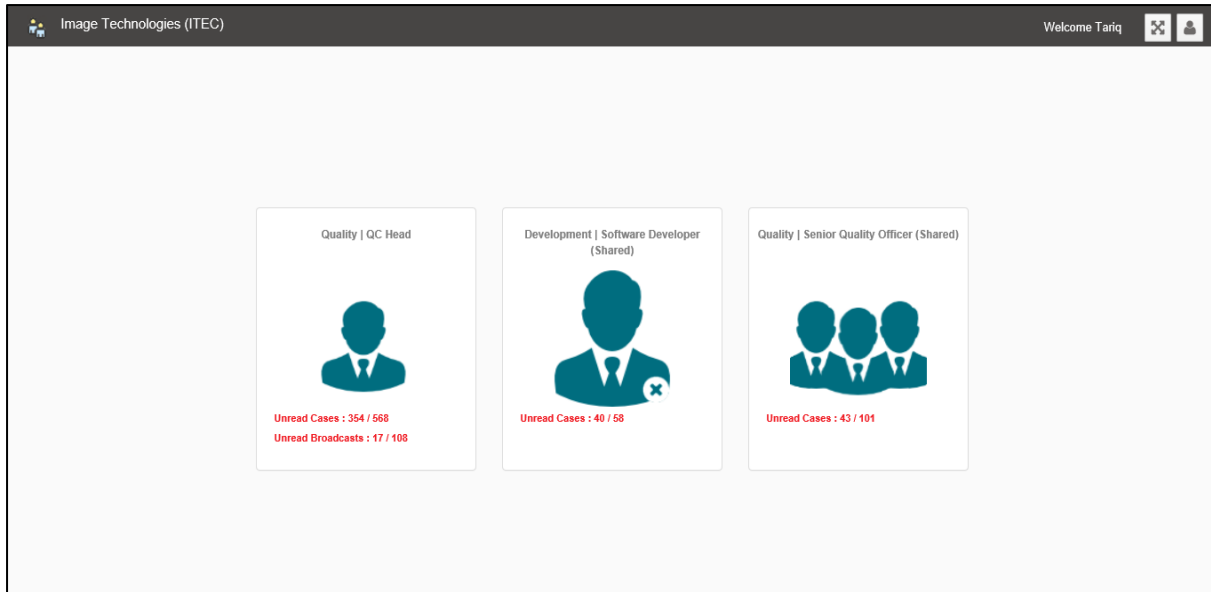 Image Technologies (ITEC)
Welcome Tariq
Quality | QC Head
Unread Cases : 354 / 568
Unread Broadcasts : 17 / 108
Development | Software Developer
(Shared)
Unread Cases : 40 / 58
Quality | Senior Quality Officer (Shared)
Unread Cases : 43 / 101